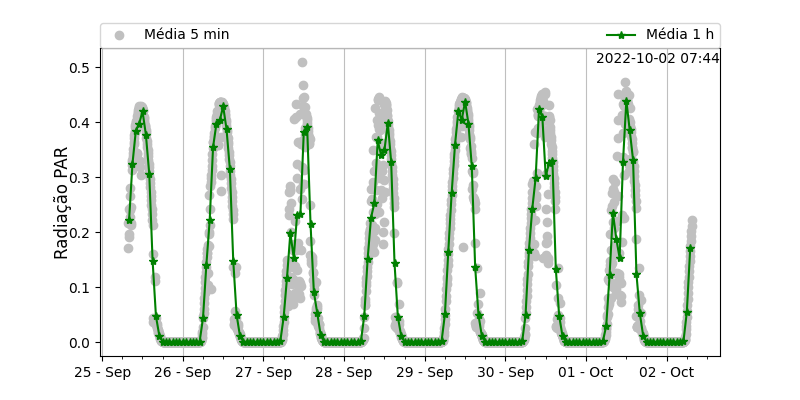 Média 5 min
Média 1 h
2022-10-02 07:44
Radiação PAR
0.5
0.4
0.3
0.2
0.1
0.0
25 - Sep
26 - Sep
27 - Sep
28 - Sep
29 - Sep
30 - Sep
01 - Oct
02 - Oct